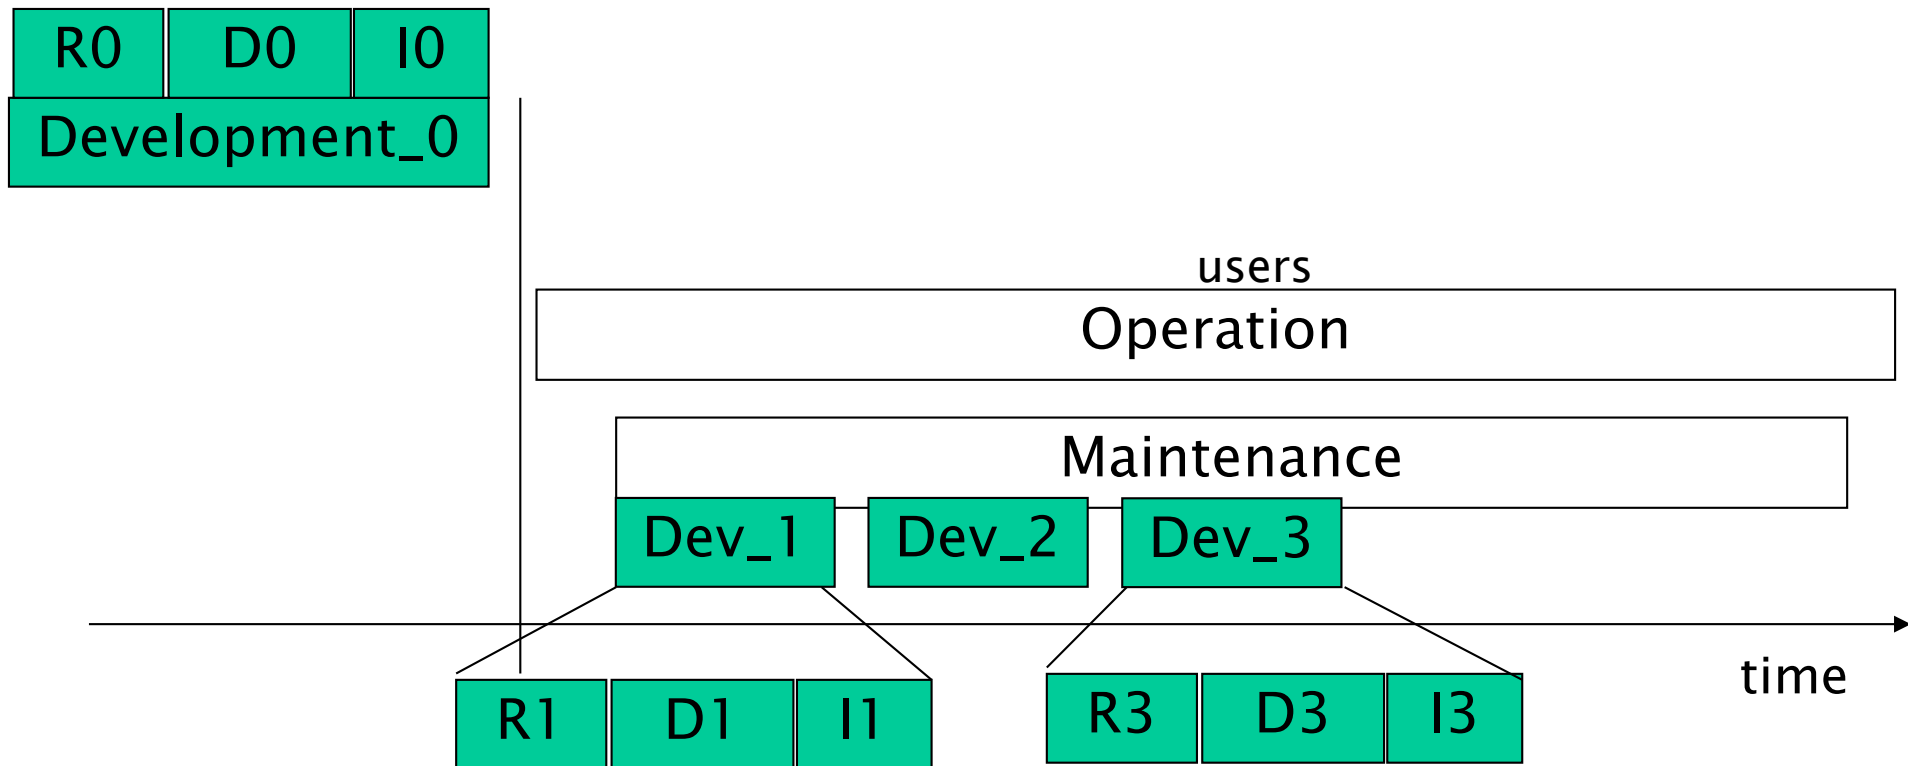 R0 D0 I0
Development_0
users
Operation
Maintenance
Dev_1 Dev_2 Dev_3
time
R1 D1 I1 R3 D3 I3